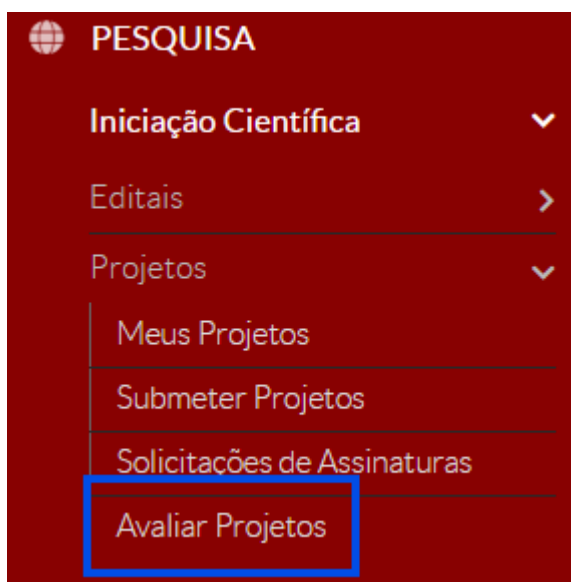 PESQUISA
Iniciação Científica
Editais
Projetos
Meus Projetos
Submeter Projetos
Solicitações de Assinaturas
Avaliar Projetos